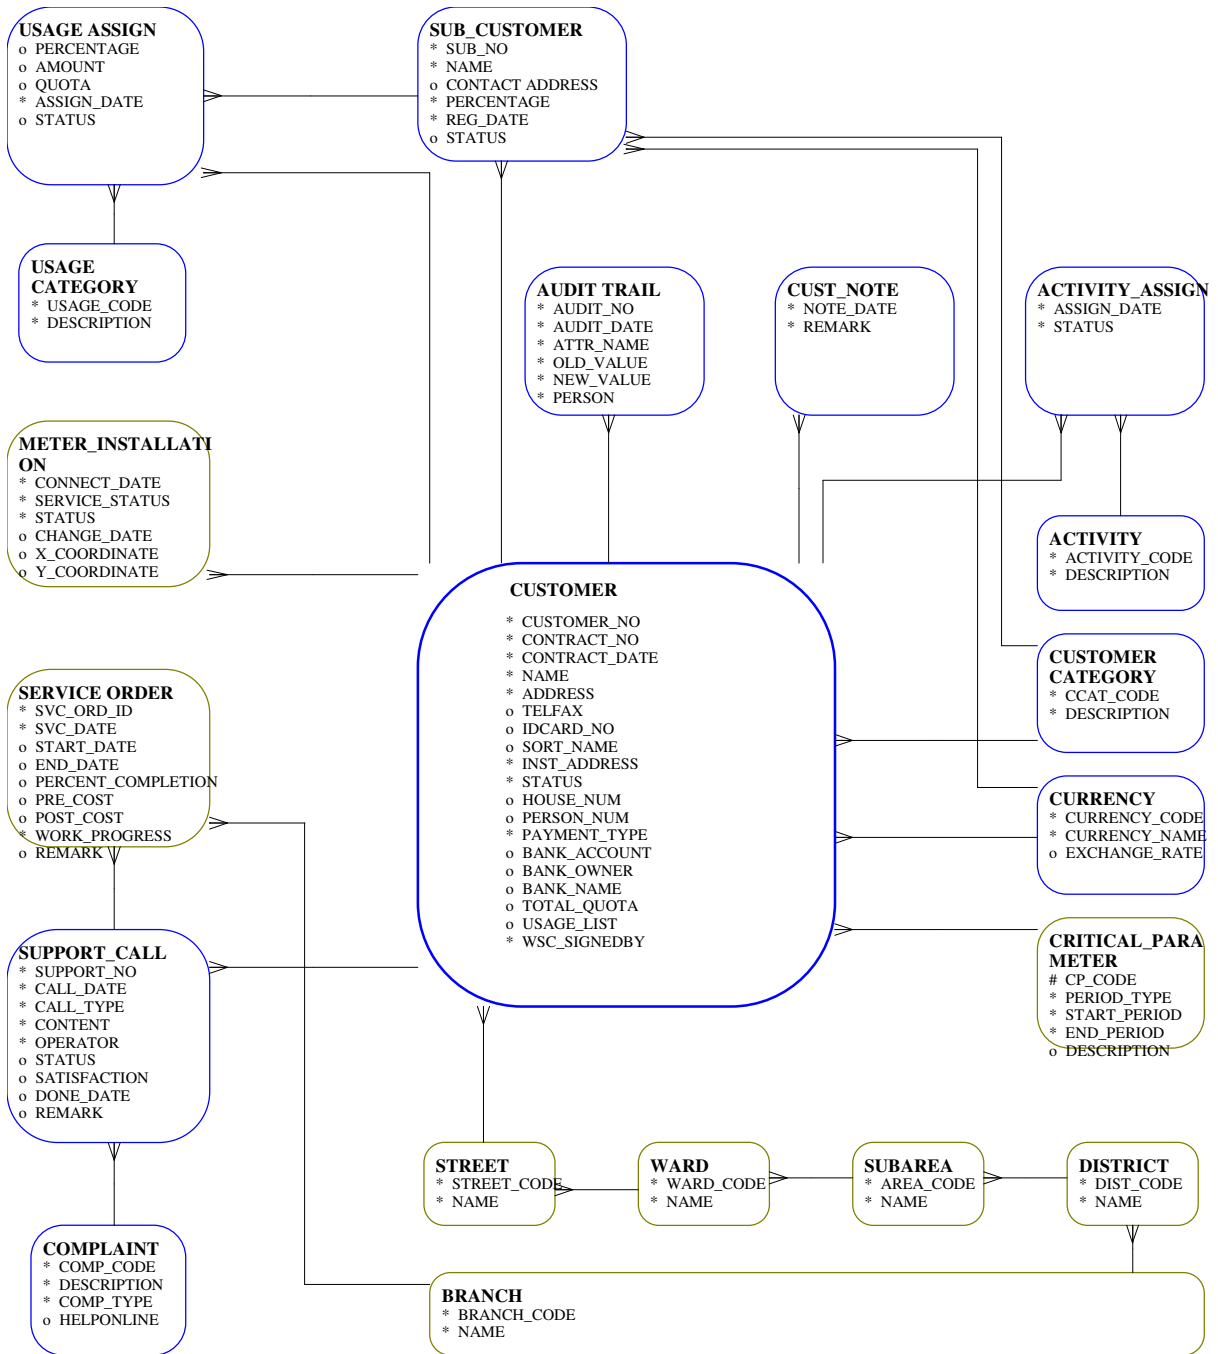 USAGE ASSIGN
o PERCENTAGE
o AMOUNT
o QUOTA
* ASSIGN_DATE
o STATUS
SUB_CUSTOMER
* SUB_NO
* NAME
o CONTACT ADDRESS
* PERCENTAGE
* REG_DATE
o STATUS
USAGE
CATEGORY
* USAGE_CODE
* DESCRIPTION
AUDIT TRAIL
* AUDIT_NO
* AUDIT_DATE
* ATTR_NAME
* OLD_VALUE
* NEW_VALUE
* PERSON
CUST_NOTE
* NOTE_DATE
* REMARK
ACTIVITY_ASSIGN
* ASSIGN_DATE
* STATUS
METER_INSTALLATI
ON
* CONNECT_DATE
* SERVICE_STATUS
* STATUS
o CHANGE_DATE
o X_COORDINATE
o Y_COORDINATE
ACTIVITY
* ACTIVITY_CODE
* DESCRIPTION
CUSTOMER
* CUSTOMER_NO
* CONTRACT_NO
* CONTRACT_DATE
* NAME
* ADDRESS
o TELFAX
o IDCARD_NO
o SORT_NAME
* INST_ADDRESS
* STATUS
o HOUSE_NUM
o PERSON_NUM
* PAYMENT_TYPE
o BANK_ACCOUNT
o BANK_OWNER
o BANK_NAME
o TOTAL_QUOTA
o USAGE_LIST
* WSC_SIGNEDBY
CUSTOMER
CATEGORY
* CCAT_CODE
* DESCRIPTION
SERVICE ORDER
* SVC_ORD_ID
* SVC_DATE
o START_DATE
o END_DATE
o PERCENT_COMPLETION
o PRE_COST
o POST_COST
* WORK_PROGRESS
o REMARK
CURRENCY
* CURRENCY_CODE
* CURRENCY_NAME
o EXCHANGE_RATE
CRITICAL_PARA
METER
# CP_CODE
* PERIOD_TYPE
* START_PERIOD
* END_PERIOD
o DESCRIPTION
SUPPORT_CALL
* SUPPORT_NO
* CALL_DATE
* CALL_TYPE
* CONTENT
* OPERATOR
o STATUS
o SATISFACTION
o DONE_DATE
o REMARK
STREET
* STREET_CODE
* NAME
WARD
* WARD_CODE
* NAME
SUBAREA
* AREA_CODE
* NAME
DISTRICT
* DIST_CODE
* NAME
COMPLAINT
* COMP_CODE
* DESCRIPTION
* COMP_TYPE
o HELPONLINE
BRANCH
* BRANCH_CODE
* NAME